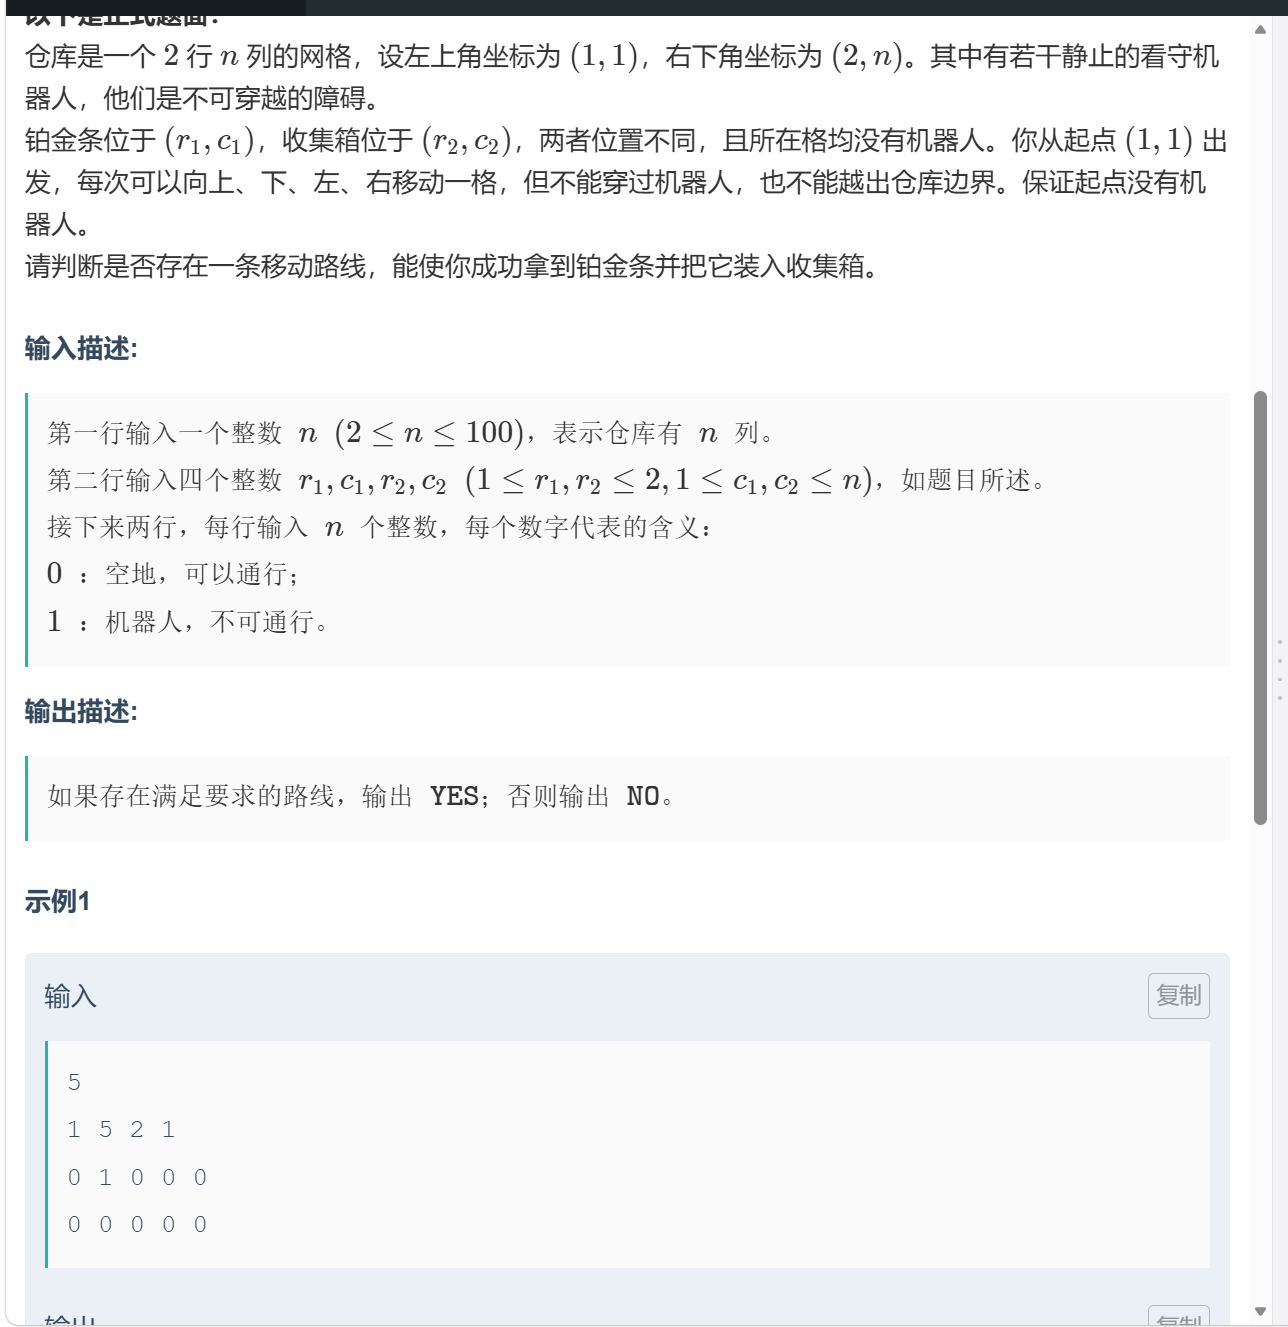 以下是正式题面：
仓库是一个 2 行 n 列的网格，设左上角坐标为 (1, 1)，右下角坐标为 (2, n)。其中有若干静止的看守机
器人，他们是不可穿越的障碍。
铂金条位于 (r₁, c₁)，收集箱位于 (r₂, c₂)，两者位置不同，且所在格均没有机器人。你从起点 (1, 1) 出
发，每次可以向上、下、左、右移动一格，但不能穿过机器人，也不能越出仓库边界。保证起点没有机
器人。
请判断是否存在一条移动路线，能使你成功拿到铂金条并把它装入收集箱。
输入描述:
第一行输入一个整数 n (2 ≤ n ≤ 100)，表示仓库有 n 列。
第二行输入四个整数 r₁, c₁, r₂, c₂ (1 ≤ r₁, r₂ ≤ 2, 1 ≤ c₁, c₂ ≤ n)，如题目所述。
接下来两行，每行输入 n 个整数，每个数字代表的含义：
0 ：空地，可以通行；
1 ：机器人，不可通行。
输出描述:
如果存在满足要求的路线，输出 YES；否则输出 NO。
示例1
输入
复制
5
1 5 2 1
0 1 0 0 0
0 0 0 0 0
输出
复制